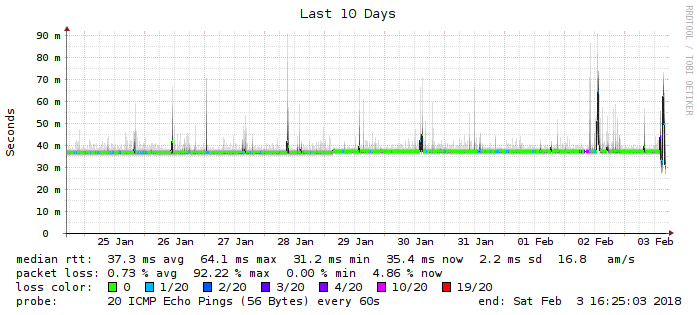 Last 10 Days
RRDTOOL / TOBI OETIKER
Seconds
90 m
80 m
70 m
60 m
50 m
40 m
30 m
20 m
10 m
0
25 Jan 26 Jan 27 Jan 28 Jan 29 Jan 30 Jan 31 Jan 01 Feb 02 Feb 03 Feb
median rtt: 37.3 ms avg 64.1 ms max 31.2 ms min 35.4 ms now 2.2 ms sd 16.8 am/s
packet loss: 0.73 % avg 92.22 % max 0.00 % min 4.86 % now
loss color: 0 1/20 2/20 3/20 4/20 10/20 19/20
probe: 20 ICMP Echo Pings (56 Bytes) every 60s end: Sat Feb 3 16:25:03 2018